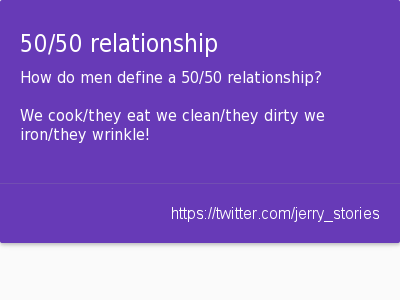 50/50 relationship
How do men define a 50/50 relationship?
We cook/they eat we clean/they dirty we
iron/they wrinkle!
https://twitter.com/jerry_stories